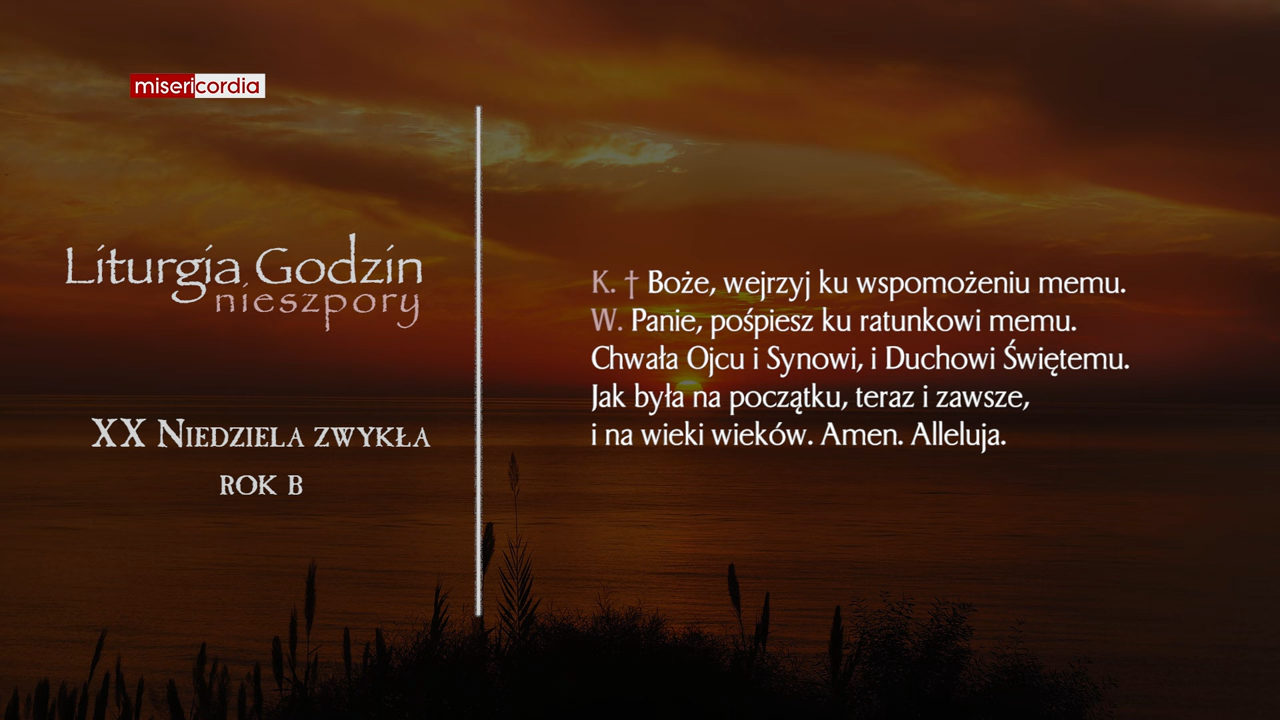 misericordia
Liturgia Godzin
nieszpory
XX Niedziela zwykła
rok B
K. † Boże, wejrzyj ku wspomożeniu memu.
W. Panie, pośpiesz ku ratunkowi memu.
Chwała Ojcu i Synowi, i Duchowi Świętemu.
Jak była na początku, teraz i zawsze,
i na wieki wieków. Amen. Alleluja.